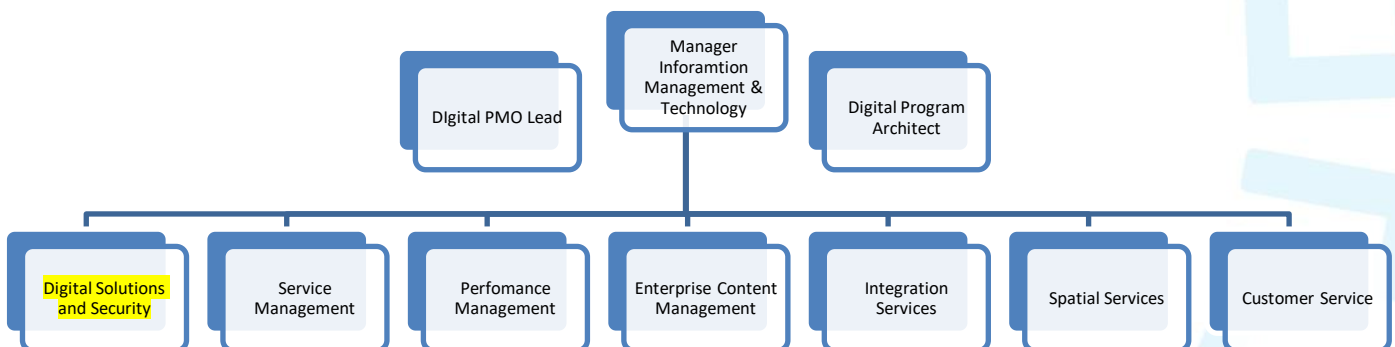 Manager
Inforamtion
Management &
Technology
DIgital PMO Lead
Digital Program
Architect
Digital Solutions
and Security
Service
Management
Perfomance
Management
Enterprise Content
Management
Integration
Services
Spatial Services
Customer Service